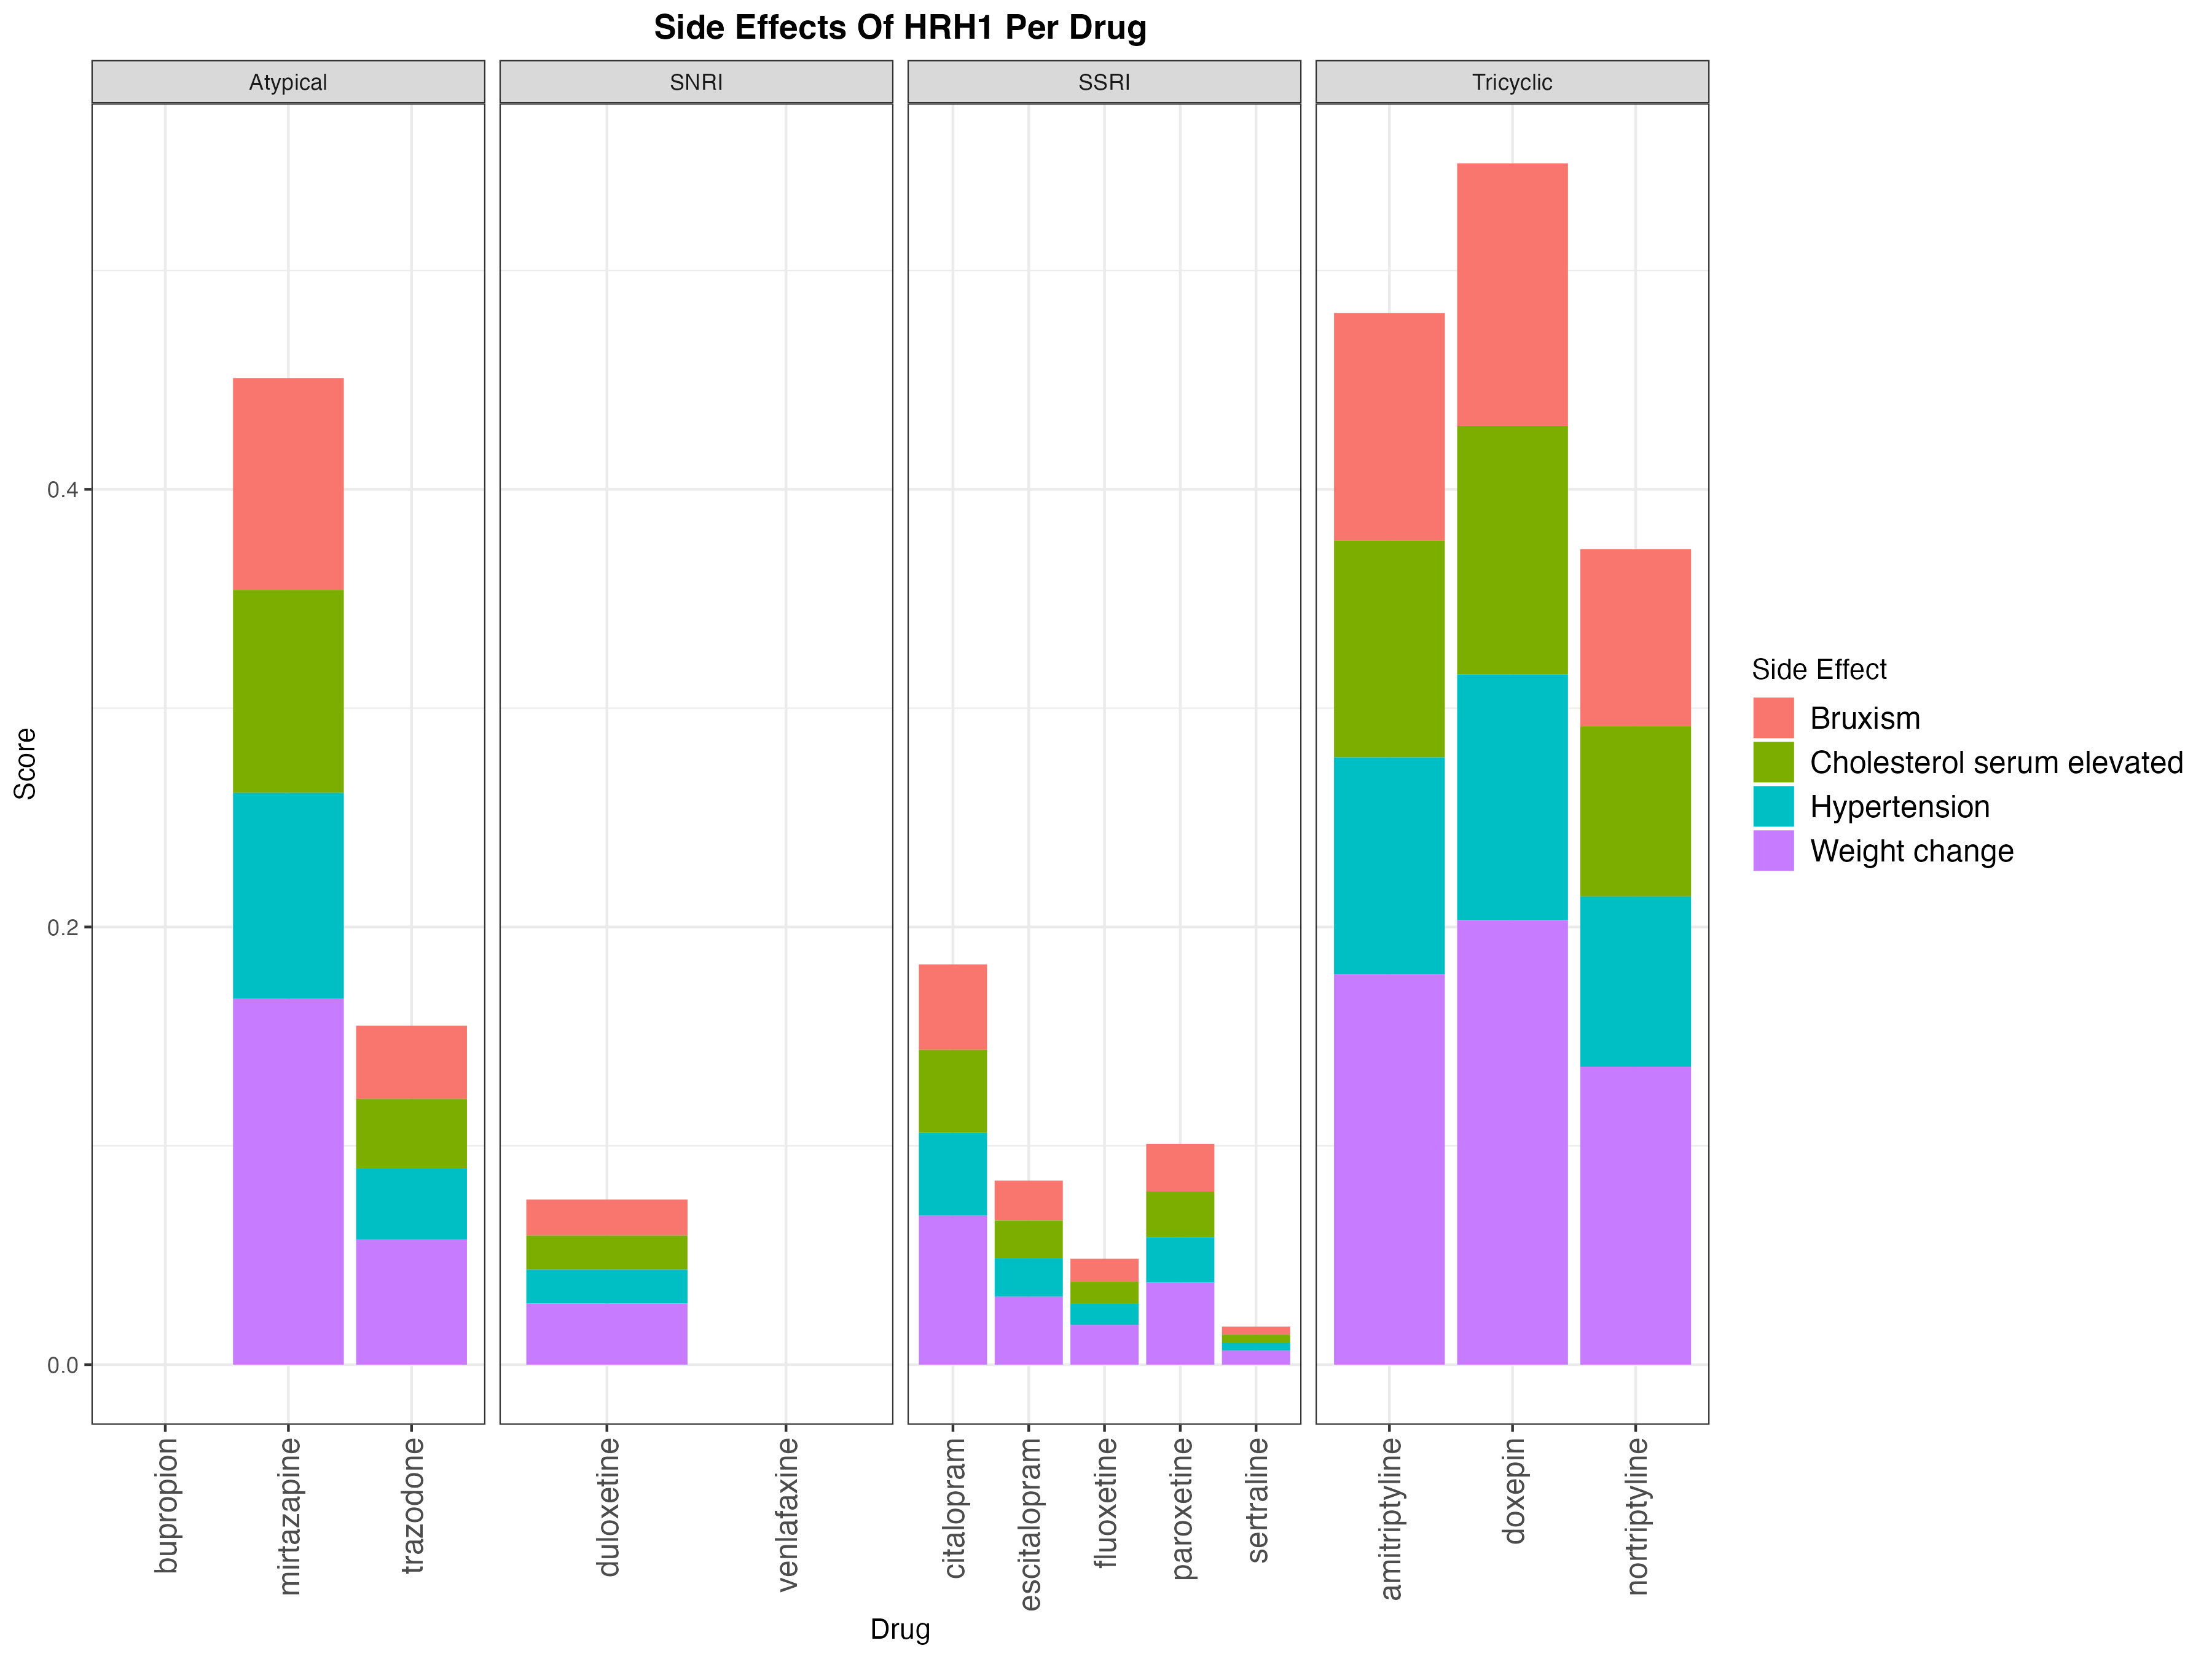 Side Effects Of HRH1 Per Drug
Atypical
SNRI
SSRI
Tricyclic
Score
0.4
0.2
0.0
bupropion
mirtazapine
trazodone
duloxetine
venlafaxine
citalopram
escitalopram
fluoxetine
paroxetine
sertraline
amitriptyline
doxepin
nortriptyline
Drug
Side Effect
Bruxism
Cholesterol serum elevated
Hypertension
Weight change